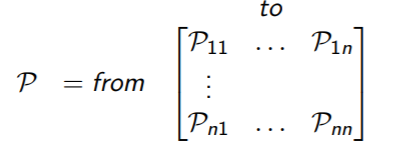 to
𝒫 = from [𝒫₁₁ … 𝒫₁ₙ
⋮
𝒫ₙ₁ … 𝒫ₙₙ]